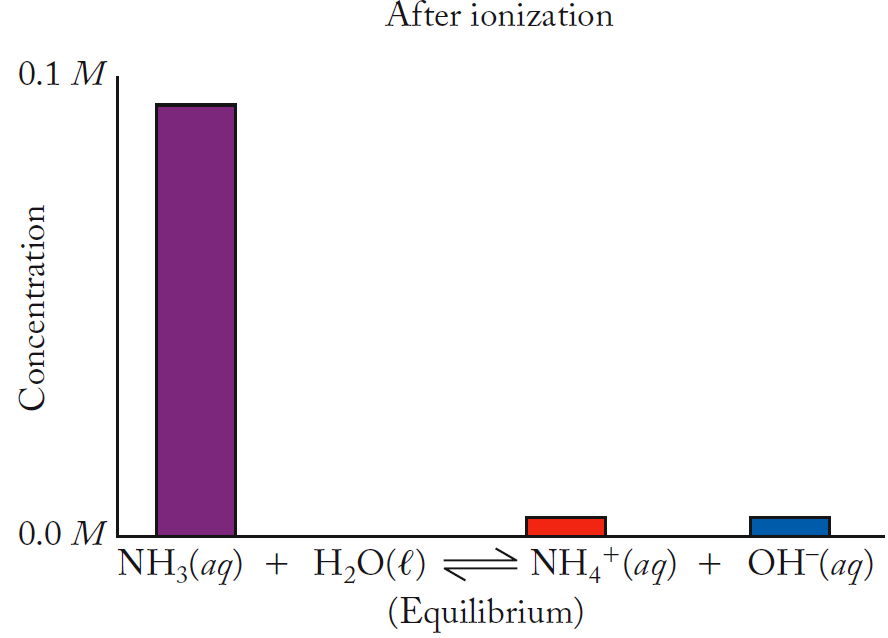 After ionization
0.1 M
Concentration
0.0 M
NH₃(aq) + H₂O(ℓ) ⇌ NH₄⁺(aq) + OH⁻(aq)
(Equilibrium)